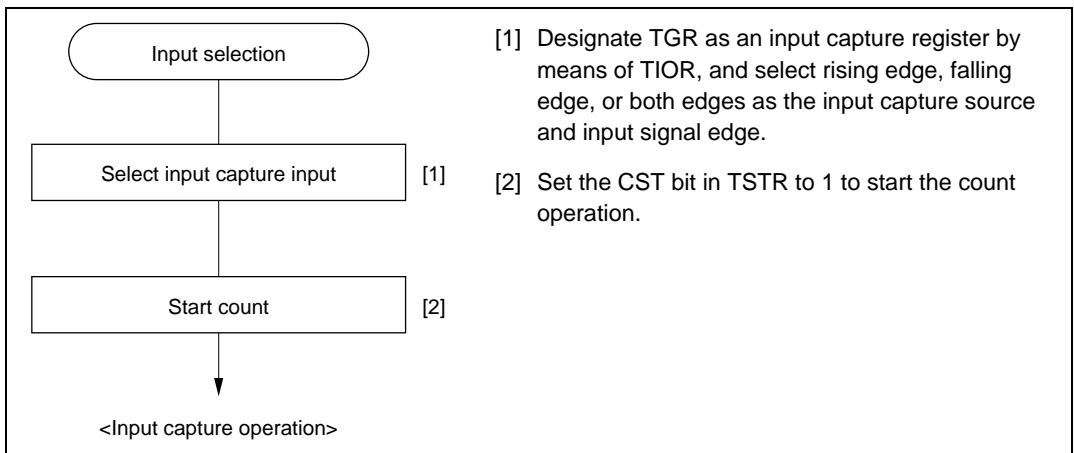 Input selection
Select input capture input [1]
Start count [2]
<Input capture operation>
[1] Designate TGR as an input capture register by
means of TIOR, and select rising edge, falling
edge, or both edges as the input capture source
and input signal edge.
[2] Set the CST bit in TSTR to 1 to start the count
operation.